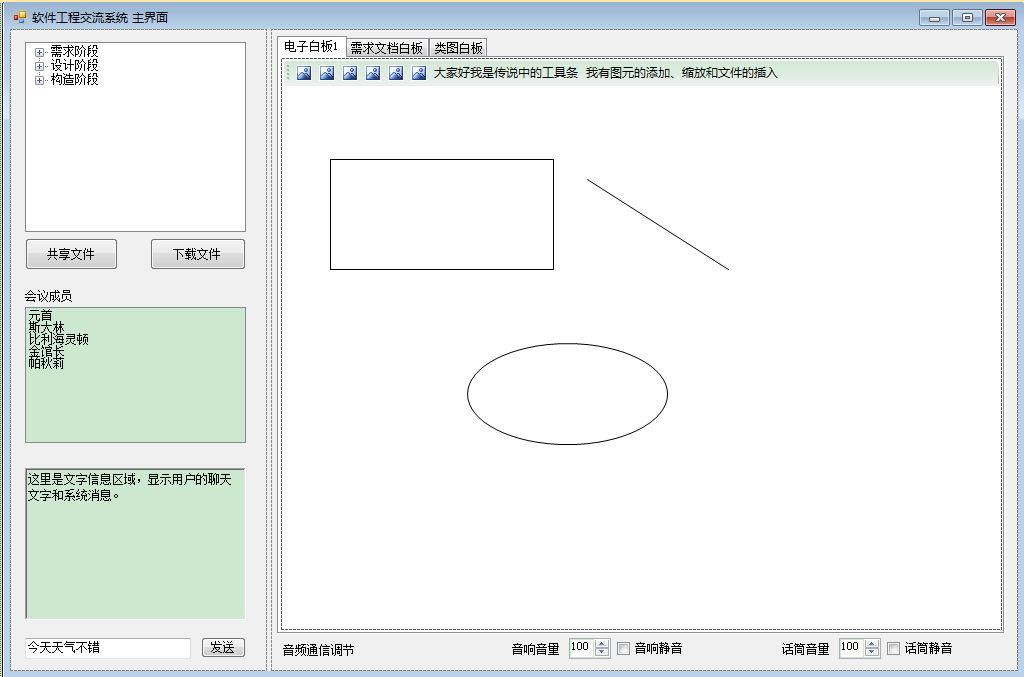 软件工程交流系统 主界面
需求阶段
设计阶段
构造阶段
共享文件
下载文件
会议成员
元首
斯大林
比利海灵顿
金馆长
帕秋莉
这里是文字信息区域，显示用户的聊天
文字和系统消息。
今天天气不错
发送
电子白板1
需求文档白板
类图白板
大家好我是传说中的工具条 我有图元的添加、缩放和文件的插入
音频通信调节
音响音量
100
音响静音
话筒音量
100
话筒静音